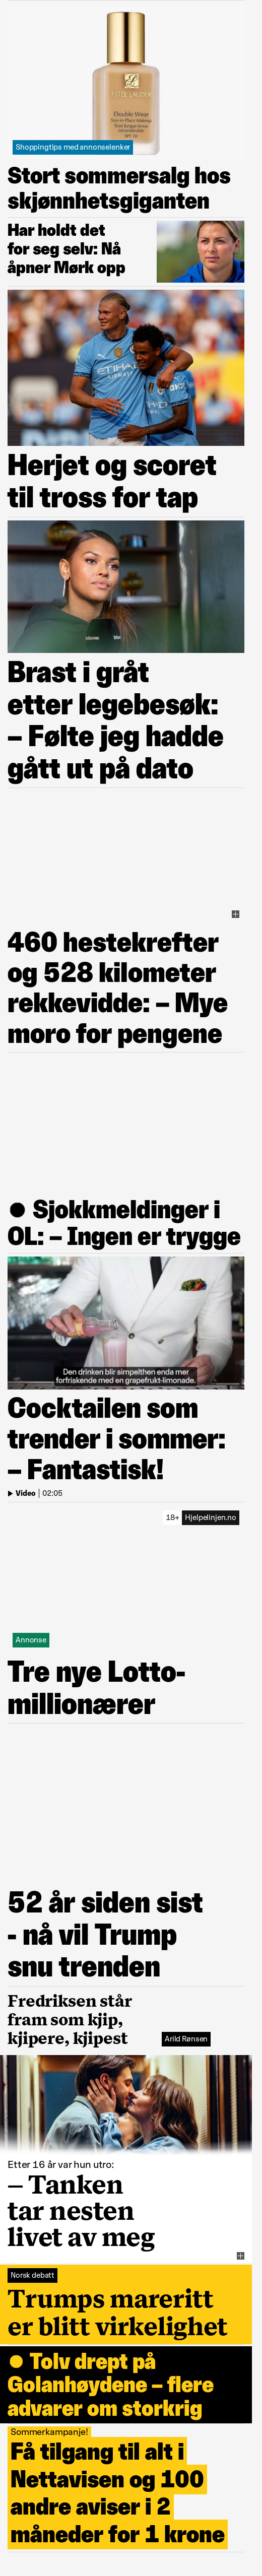 ESTÉE LAUDER
Double Wear
Stay-in-Place Makeup
SPF 10
Shoppingtips med annonselenker
Stort sommersalg hos
skjønnhetsgiganten
Har holdt det
for seg selv: Nå
åpner Mørk opp
ETIHAD
Herjet og scoret
til tross for tap
Brast i gråt
etter legebesøk:
– Følte jeg hadde
gått ut på dato
460 hestekrefter
og 528 kilometer
rekkevidde: – Mye
moro for pengene
● Sjokkmeldinger i
OL: – Ingen er trygge
Den drinken blir simpelthen enda mer
forfriskende med en grapefrukt-limonade.
Cocktailen som
trender i sommer:
– Fantastisk!
Video | 02:05
18+ Hjelpelinjen.no
Annonse
Tre nye Lotto-
millionærer
52 år siden sist
- nå vil Trump
snu trenden
Fredriksen står
fram som kjip,
kjipere, kjipest
Arild Rønsen
Etter 16 år var hun utro:
– Tanken
tar nesten
livet av meg
Norsk debatt
Trumps mareritt
er blitt virkelighet
● Tolv drept på
Golanhøydene – flere
advarer om storkrig
Sommerkampanje!
Få tilgang til alt i
Nettavisen og 100
andre aviser i 2
måneder for 1 krone